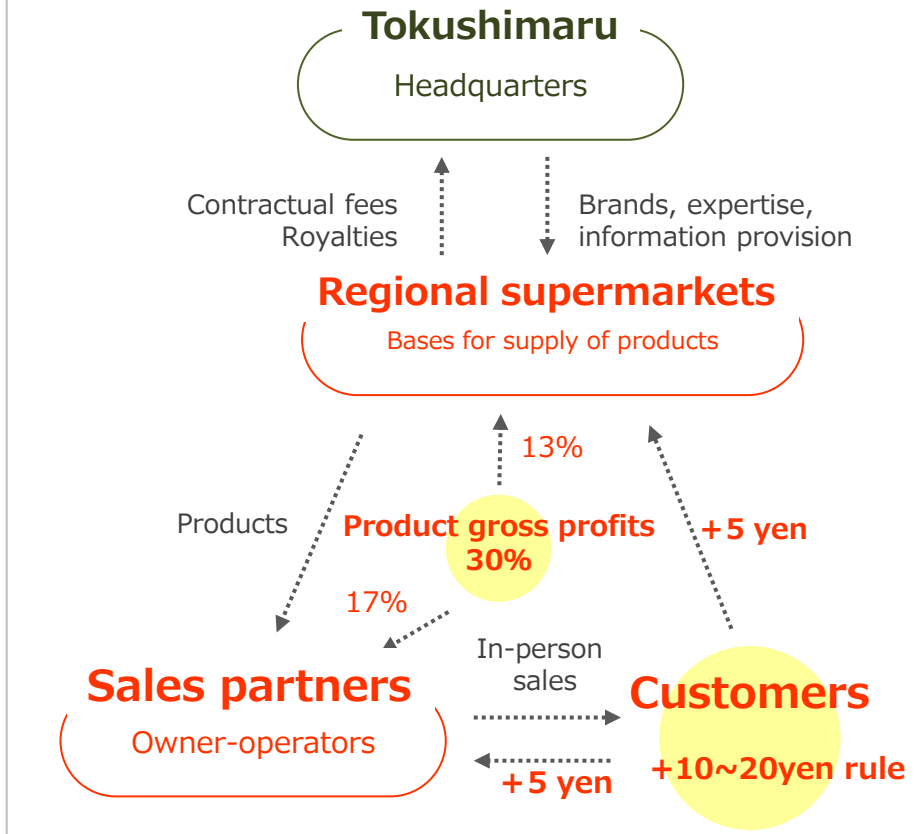 Tokushimaru
Headquarters
Contractual fees
Royalties
Brands, expertise,
information provision
Regional supermarkets
Bases for supply of products
13%
Products
Product gross profits
30%
+5 yen
17%
In-person
sales
Sales partners
Owner-operators
Customers
+10~20yen rule
+5 yen